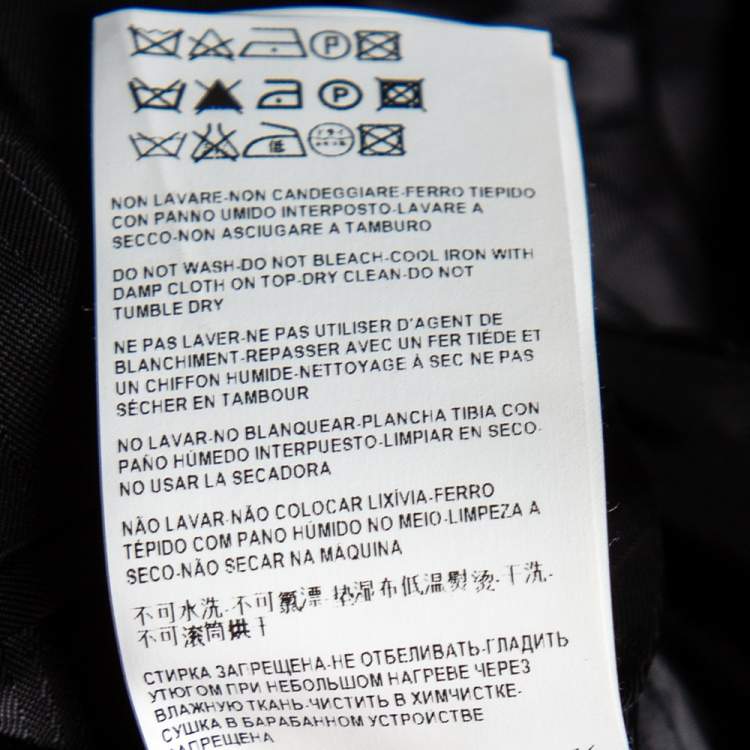 P
P
ドライ
低
NON LAVARE-NON CANDEGGIARE-FERRO TIEPIDO
CON PANNO UMIDO INTERPOSTO-LAVARE A
SECCO-NON ASCIUGARE A TAMBURO
DO NOT WASH-DO NOT BLEACH-COOL IRON WITH
DAMP CLOTH ON TOP-DRY CLEAN-DO NOT
TUMBLE DRY
NE PAS LAVER-NE PAS UTILISER D'AGENT DE
BLANCHIMENT-REPASSER AVEC UN FER TIÉDE ET
UN CHIFFON HUMIDE-NETTOYAGE À SEC NE PAS
SÉCHER EN TAMBOUR
NO LAVAR-NO BLANQUEAR-PLANCHA TIBIA CON
PAÑO HÚMEDO INTERPUESTO-LIMPIAR EN SECO-
NO USAR LA SECADORA
NÃO LAVAR-NÃO COLOCAR LIXÍVIA-FERRO
TÉPIDO COM PANO HÚMIDO NO MEIO-LIMPEZA A
SECO-NÃO SECAR NA MÁQUINA
不可水洗-不可氯漂-垫湿布低温熨烫-干洗-
不可滚筒烘干
СТИРКА ЗАПРЕЩЕНА-НЕ ОТБЕЛИВАТЬ-ГЛАДИТЬ
УТЮГОМ ПРИ НЕБОЛЬШОМ НАГРЕВЕ ЧЕРЕЗ
ВЛАЖНУЮ ТКАНЬ-ЧИСТИТЬ В ХИМЧИСТКЕ-
СУШКА В БАРАБАННОМ УСТРОЙСТВЕ
ЗАПРЕЩЕНА